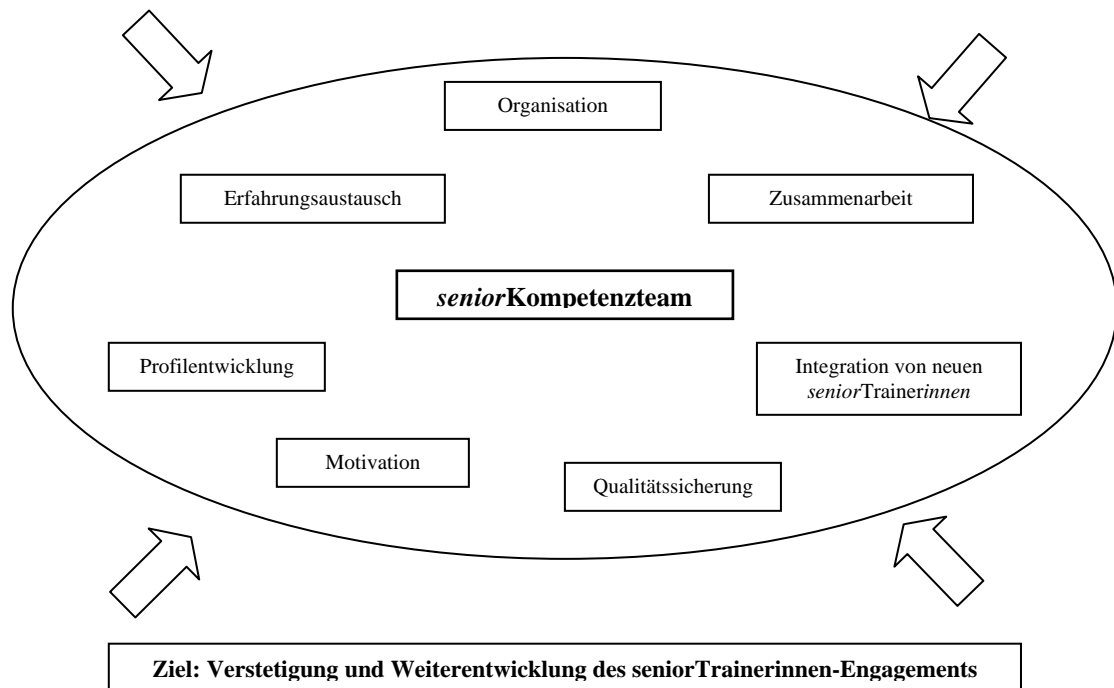 Organisation
Erfahrungsaustausch
Zusammenarbeit
seniorKompetenzteam
Profilentwicklung
Integration von neuen
seniorTrainerinnen
Motivation
Qualitätssicherung
Ziel: Verstetigung und Weiterentwicklung des seniorTrainerinnen-Engagements